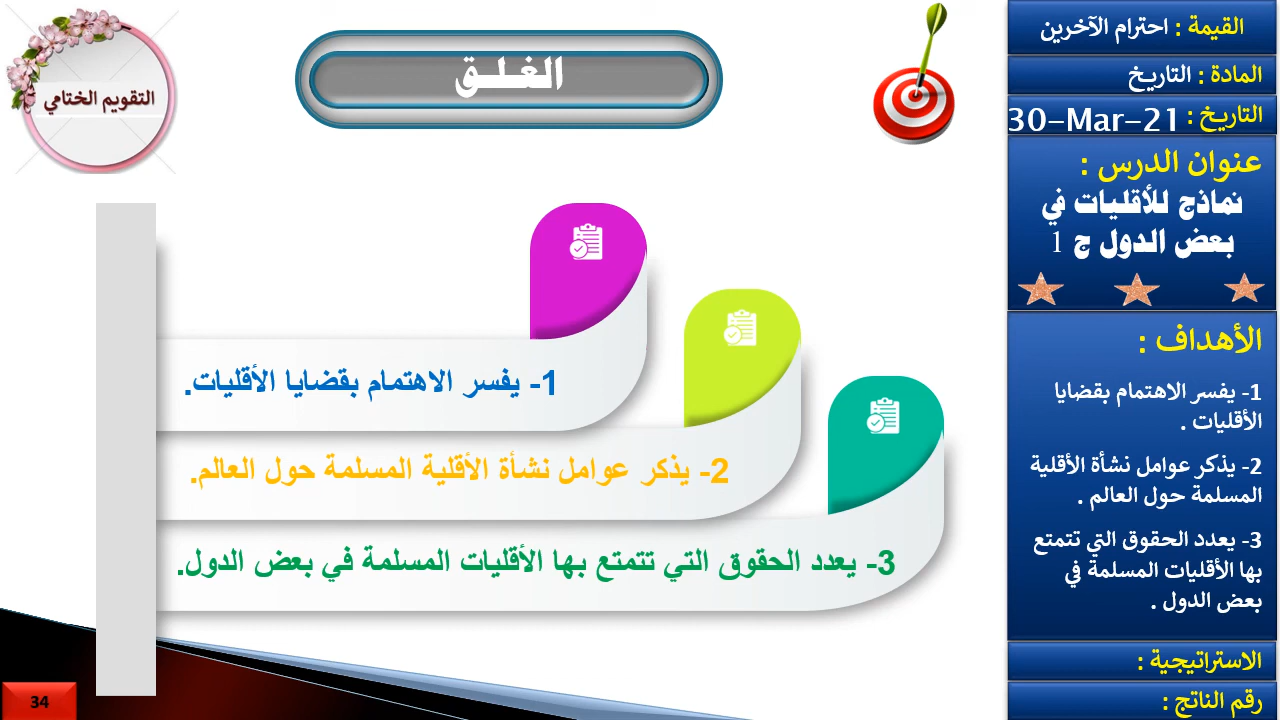 القيمة : احترام الآخرين
المادة : التاريخ
التاريخ : 30-Mar-21
عنوان الدرس :
نماذج للأقليات في
بعض الدول ج 1
الأهداف :
1- يفسر الاهتمام بقضايا
الأقليات .
2- يذكر عوامل نشأة الأقلية
المسلمة حول العالم .
3- يعدد الحقوق التي تتمتع
بها الأقليات المسلمة في
بعض الدول .
الاستراتيجية :
رقم الناتج :
الغـلـق
التقويم الختامي
1- يفسر الاهتمام بقضايا الأقليات.
2- يذكر عوامل نشأة الأقلية المسلمة حول العالم.
3- يعدد الحقوق التي تتمتع بها الأقليات المسلمة في بعض الدول.
34